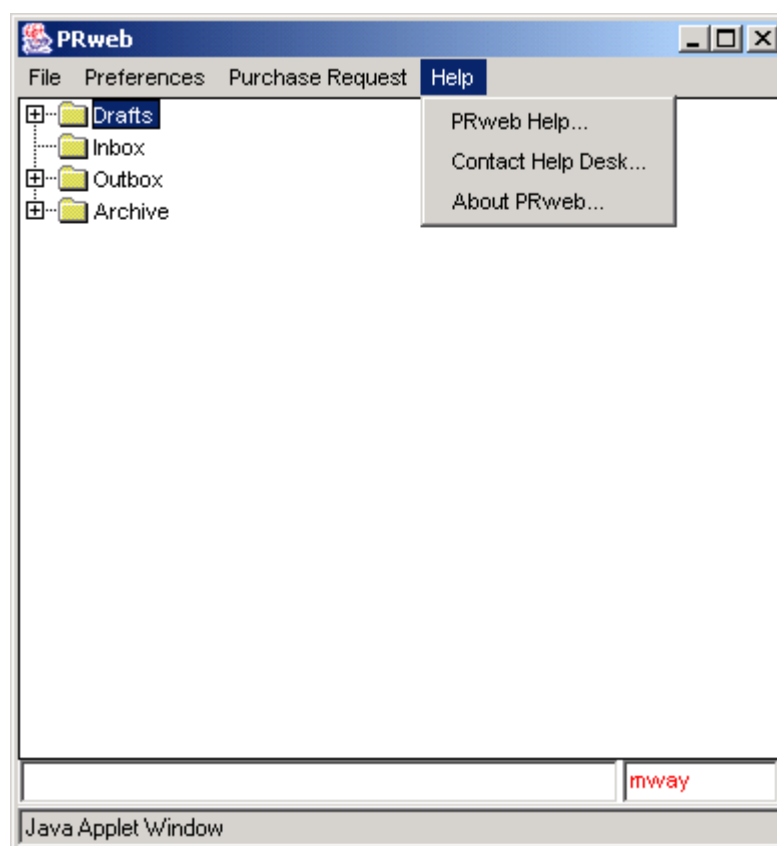 PRweb
File Preferences Purchase Request Help
Drafts
Inbox
Outbox
Archive
PRweb Help...
Contact Help Desk...
About PRweb...
mway
Java Applet Window